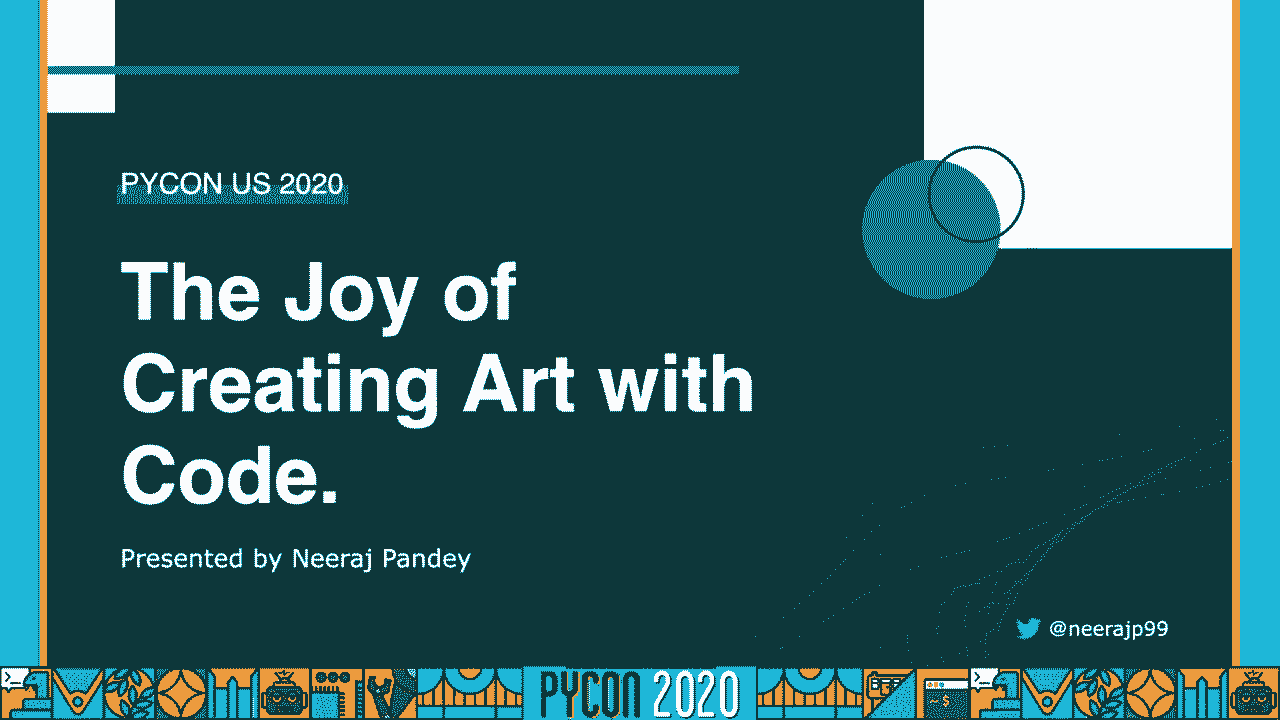 PYCON US 2020
The Joy of
Creating Art with
Code.
Presented by Neeraj Pandey
@neerajp99
PYCON 2020
~ $